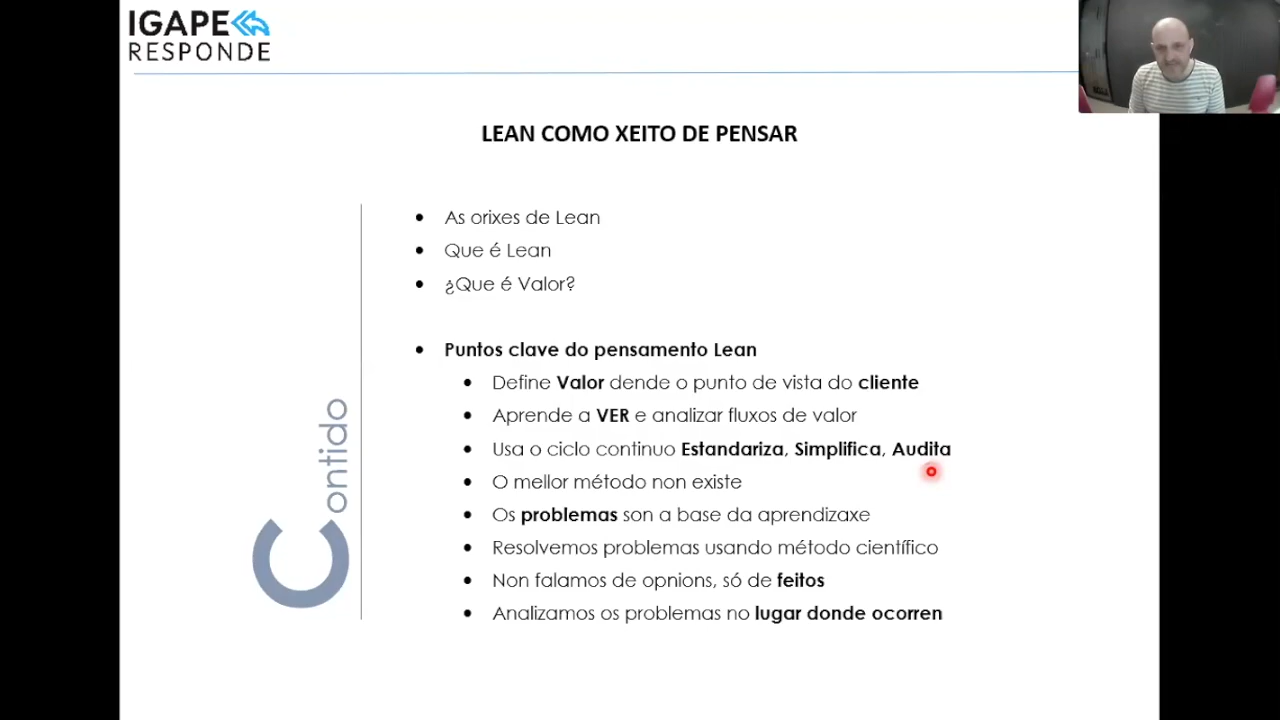 IGAPE
RESPONDE
LEAN COMO XEITO DE PENSAR
Contido
• As orixes de Lean
• Que é Lean
• ¿Que é Valor?
• Puntos clave do pensamento Lean
• Define Valor dende o punto de vista do cliente
• Aprende a VER e analizar fluxos de valor
• Usa o ciclo continuo Estandariza, Simplifica, Audita
• O mellor método non existe
• Os problemas son a base da aprendizaxe
• Resolvemos problemas usando método científico
• Non falamos de opnions, só de feitos
• Analizamos os problemas no lugar donde ocorren